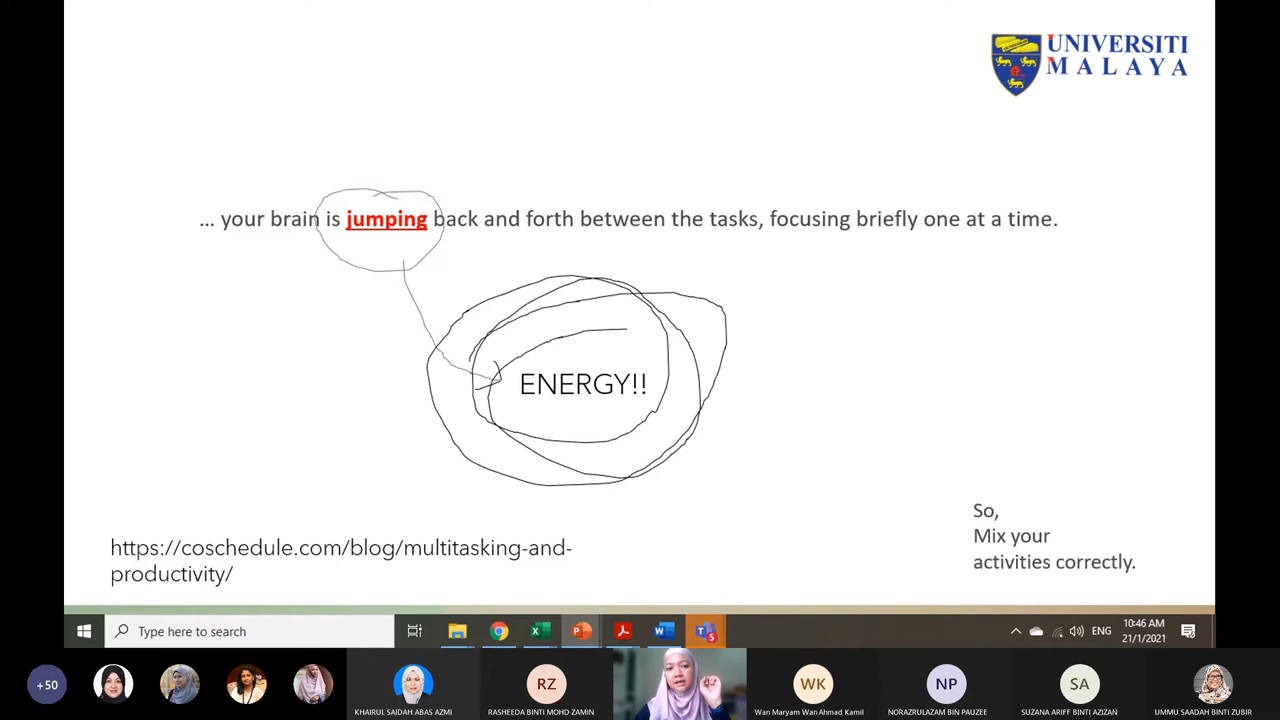 UNIVERSITI
MALAYA
... your brain is jumping back and forth between the tasks, focusing briefly one at a time.
ENERGY!!
So,
Mix your
activities correctly.
https://coschedule.com/blog/multitasking-and-
productivity/
Type here to search
5
ENG
10:46 AM
21/1/2021
+50
KHAIRUL SAIDAH ABAS AZMI
RZ
RASHEEDA BINTI MOHD ZAMIN
WK
Wan Maryam Wan Ahmad Kamil
NP
NORAZRULAZAM BIN PAUZEE
SA
SUZANA ARIFF BINTI AZIZAN
UMMU SAADAH BINTI ZUBIR